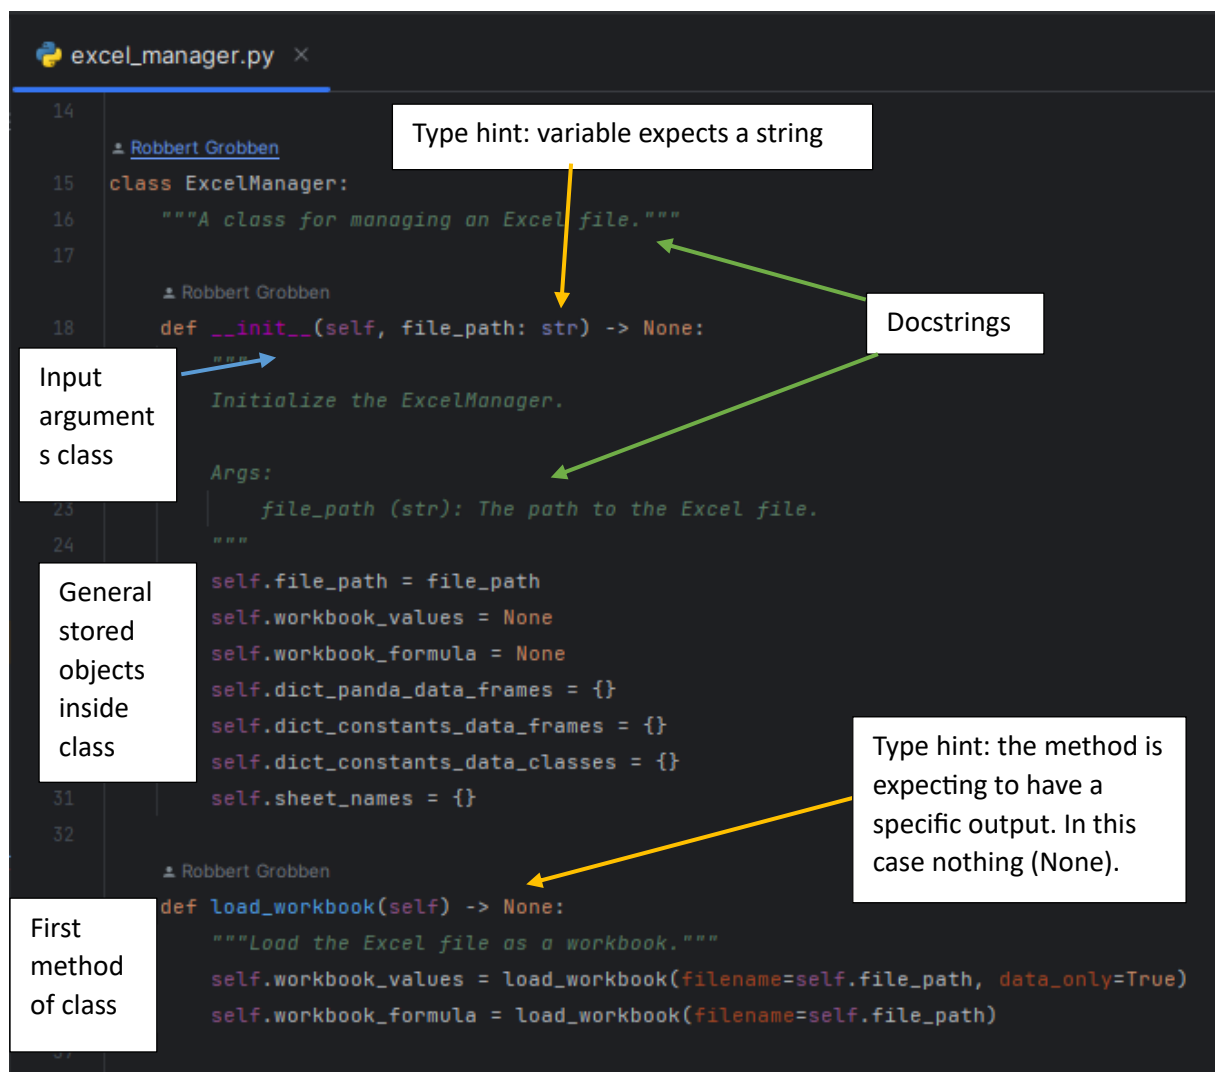 excel_manager.py ×
14
Type hint: variable expects a string
Robbert Grobben
15 class ExcelManager:
16 """A class for managing an Excel file."""
17
Robbert Grobben
Docstrings
18 def __init__(self, file_path: str) -> None:
"""
Input
argument
s class
Initialize the ExcelManager.
Args:
23 file_path (str): The path to the Excel file.
24 """
General
stored
objects
inside
class
self.file_path = file_path
self.workbook_values = None
self.workbook_formula = None
self.dict_panda_data_frames = {}
self.dict_constants_data_frames = {}
self.dict_constants_data_classes = {}
31 self.sheet_names = {}
32
Type hint: the method is
expecting to have a
specific output. In this
case nothing (None).
Robbert Grobben
First
method
of class
def load_workbook(self) -> None:
"""Load the Excel file as a workbook."""
self.workbook_values = load_workbook(filename=self.file_path, data_only=True)
self.workbook_formula = load_workbook(filename=self.file_path)